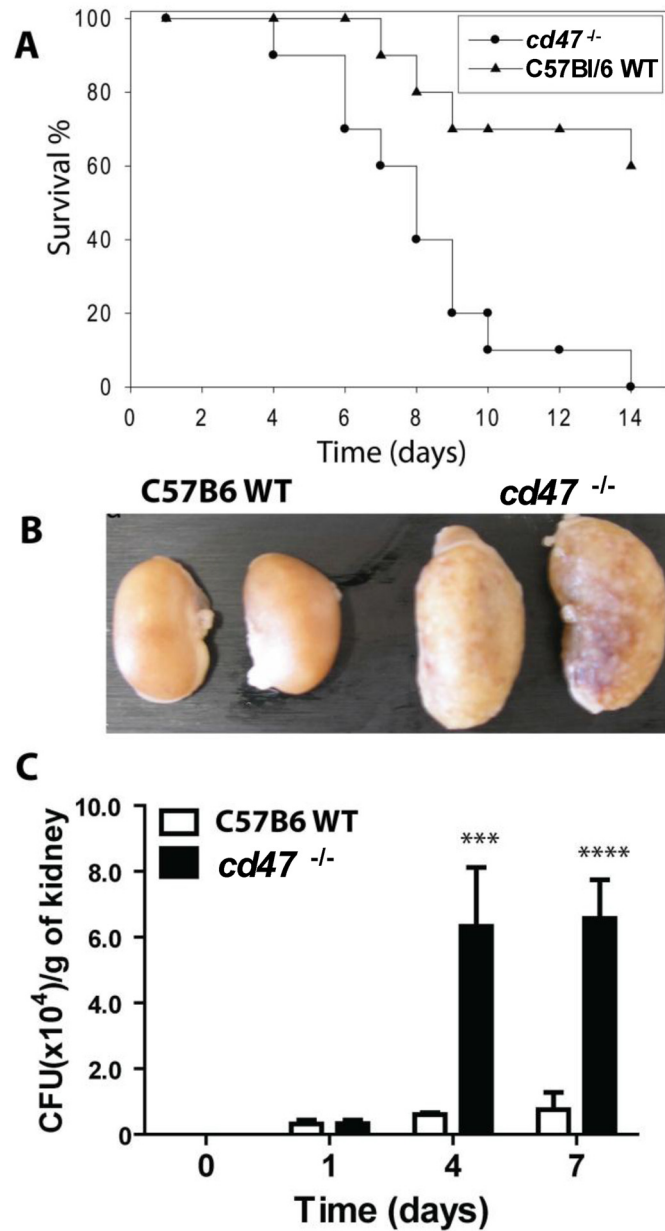 A
100
80
60
40
20
0
Survival %
cd47 -/-
C57Bl/6 WT
0 2 4 6 8 10 12 14
Time (days)
C57B6 WT cd47 -/-
B
C
10.0
8.0
6.0
4.0
2.0
0
CFU(x10⁴)/g of kidney
C57B6 WT
cd47 -/-
*** ****
0 1 4 7
Time (days)